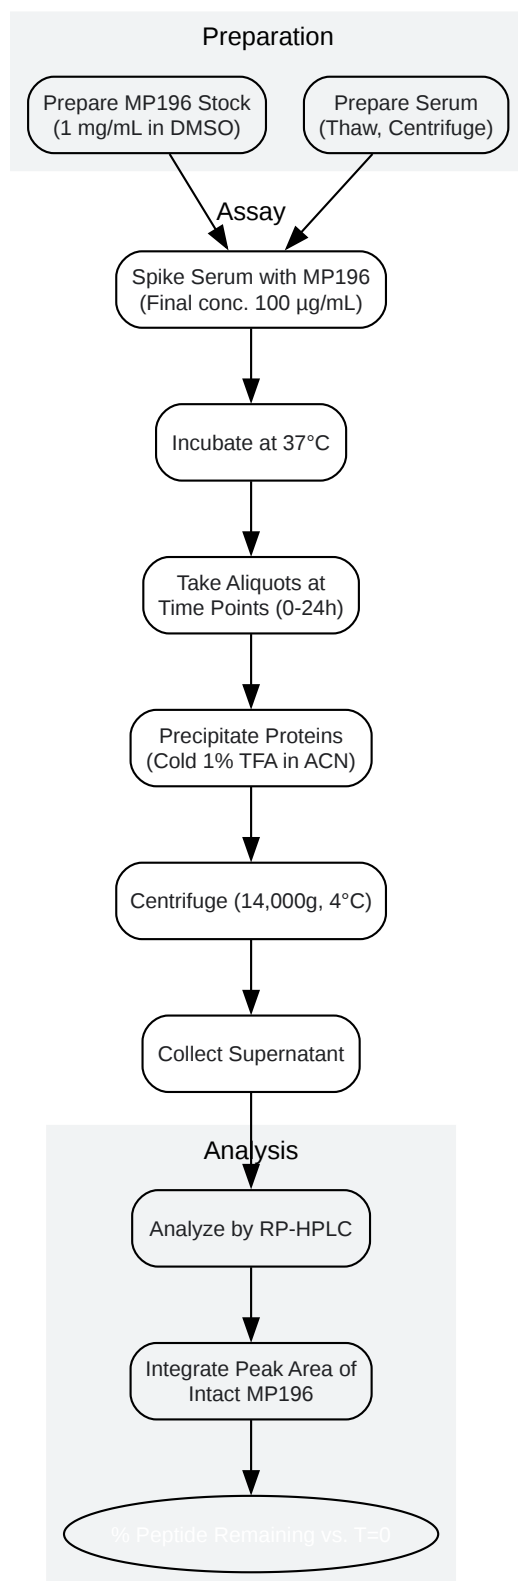 Preparation
Prepare MP196 Stock
(1 mg/mL in DMSO)
Prepare Serum
(Thaw, Centrifuge)
Assay
Spike Serum with MP196
(Final conc. 100 µg/mL)
Incubate at 37°C
Take Aliquots at
Time Points (0-24h)
Precipitate Proteins
(Cold 1% TFA in ACN)
Centrifuge (14,000g, 4°C)
Collect Supernatant
Analysis
Analyze by RP-HPLC
Integrate Peak Area of
Intact MP196
% Peptide Remaining vs. T=0